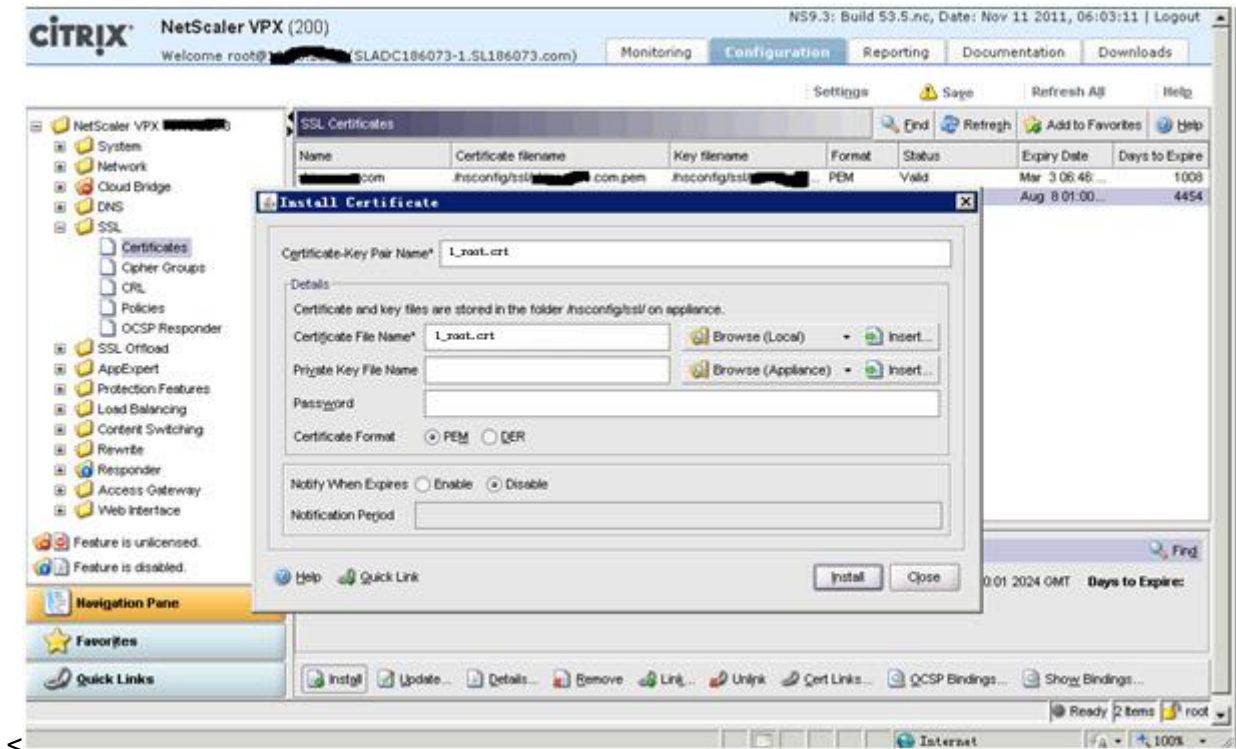 NS9.3: Build 53.5.nc, Date: Nov 11 2011, 06:03:11 | Logout
CITRIX NetScaler VPX (200)
Welcome root@ (SLADC186073-1.SL186073.com)
Monitoring Configuration Reporting Documentation Downloads
Settings Save Refresh All Help
NetScaler VPX
System
Network
Cloud Bridge
DNS
SSL
Certificates
Cipher Groups
CRL
Policies
OCSP Responder
SSL Offload
AppExpert
Protection Features
Load Balancing
Content Switching
Rewrite
Responder
Access Gateway
Web Interface
Feature is unlicensed.
Feature is disabled.
Navigation Pane
Favorites
Quick Links
SSL Certificates Find Refresh Add to Favorites Help
Name Certificate filename Key filename Format Status Expiry Date Days to Expire
com /nsconfig/ssl/ com.pem /nsconfig/ssl/ ... PEM Valid Mar 3 06:46:... 1008
Aug 8 01:00... 4454
Install Certificate
Certificate-Key Pair Name* l_root.crt
Details
Certificate and key files are stored in the folder /nsconfig/ssl/ on appliance.
Certificate File Name* l_root.crt Browse (Local) Insert...
Private Key File Name Browse (Appliance) Insert...
Password
Certificate Format PEM DER
Notify When Expires Enable Disable
Notification Period
Help Quick Link Install Close
Find
0:01 2024 GMT Days to Expire:
Install Update... Details... Remove Link... Unlink Cert Links... OCSP Bindings... Show Bindings...
Ready 2 Items root
Internet 100%
<